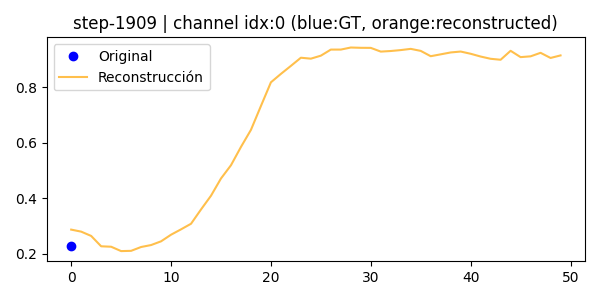 step-1909 | channel idx:0 (blue:GT, orange:reconstructed)
Original
Reconstrucción
0.8
0.6
0.4
0.2
0 10 20 30 40 50